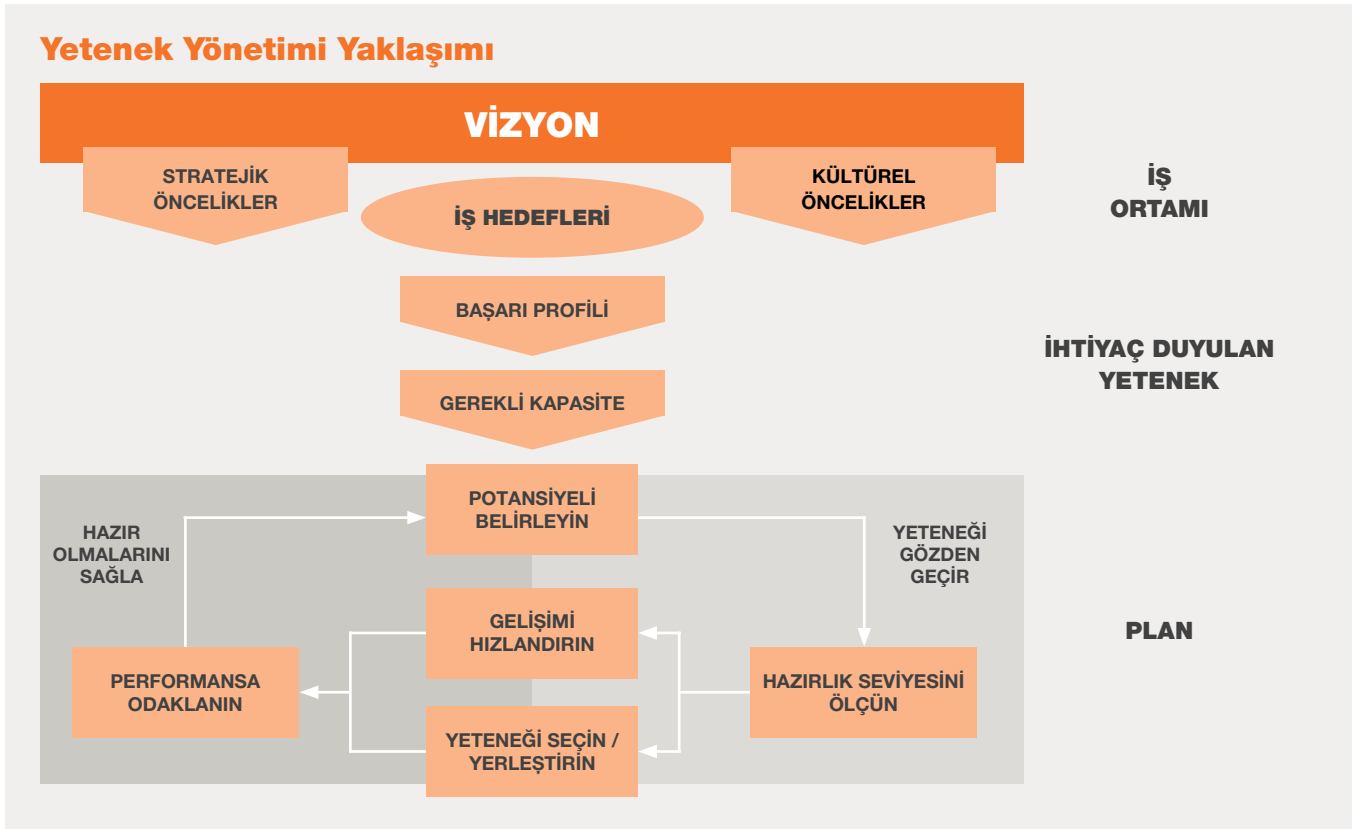 Yetenek Yönetimi Yaklaşımı
VİZYON
STRATEJİK
ÖNCELİKLER
İŞ HEDEFLERİ
KÜLTÜREL
ÖNCELİKLER
İŞ
ORTAMI
BAŞARI PROFİLİ
GEREKLİ KAPASİTE
İHTİYAÇ DUYULAN
YETENEK
POTANSİYELİ
BELİRLEYİN
HAZIR
OLMALARINI
SAĞLA
YETENEĞİ
GÖZDEN
GEÇİR
GELİŞİMİ
HIZLANDIRIN
PLAN
PERFORMANSA
ODAKLANIN
HAZIRLIK SEVİYESİNİ
ÖLÇÜN
YETENEĞİ SEÇİN /
YERLEŞTİRİN